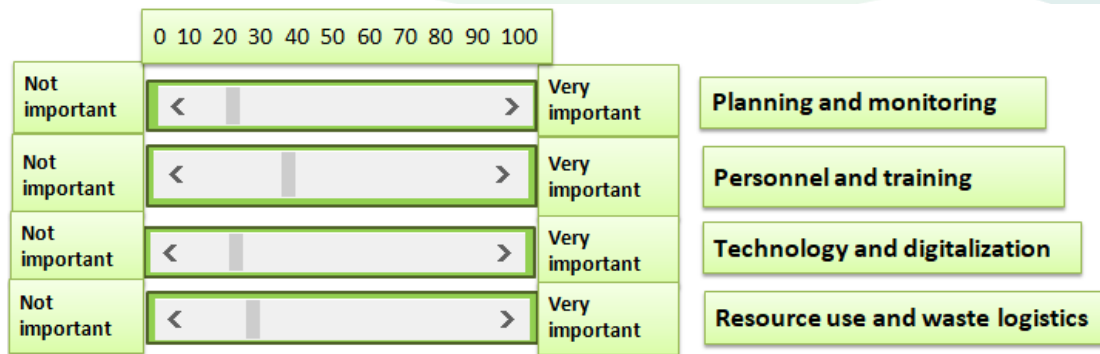 0 10 20 30 40 50 60 70 80 90 100
Not
important
Very
important
Planning and monitoring
Not
important
Very
important
Personnel and training
Not
important
Very
important
Technology and digitalization
Not
important
Very
important
Resource use and waste logistics